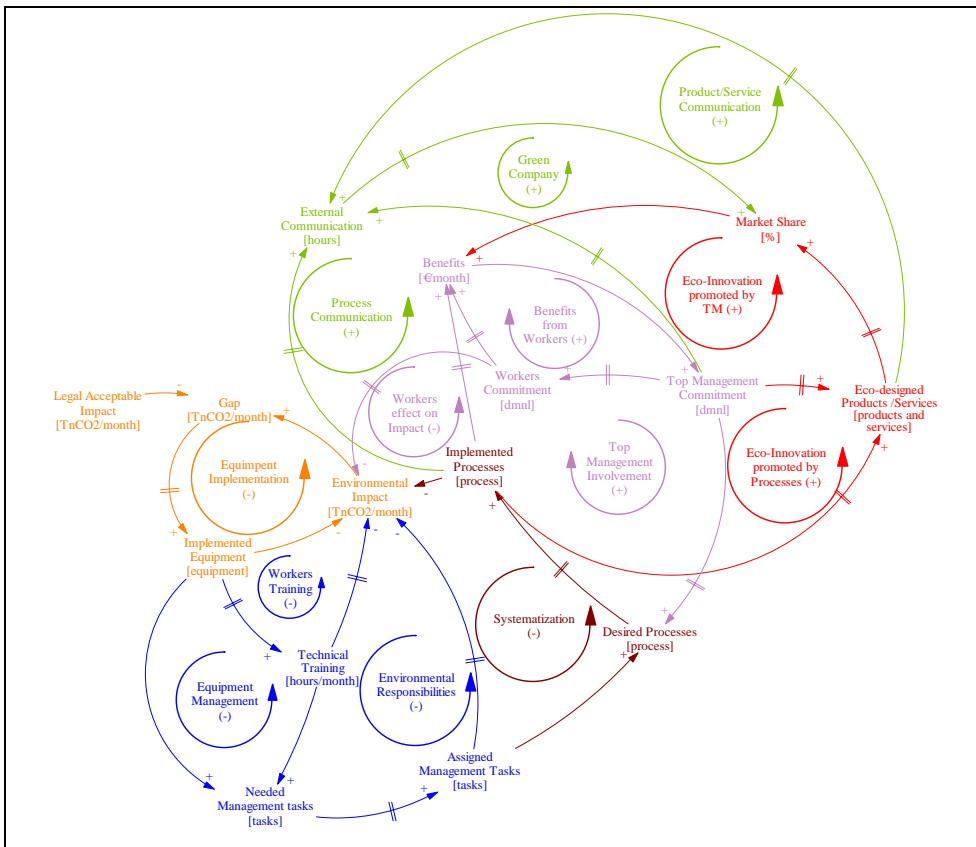 Product/Service
Communication
(+)
Green
Company
(+)
+
+
External
Communication
[hours]
+
+
+
Market Share
[%]
+
+
Benefits
[€/month]
+
+
+
Process
Communication
(+)
Eco-Innovation
promoted by
TM (+)
Benefits
from
Workers (+)
Legal Acceptable
Impact
[TnCO2/month]
-
Gap
[TnCO2/month]
+
Workers
Commitment
[dmnl]
+
+
Top Management
Commitment
[dmnl]
+
Eco-designed
Products /Services
[products and
services]
+
Workers
effect on
Impact (-)
Equimpent
Implementation
(-)
Implemented
Processes
[process]
Top
Management
Involvement
(+)
Eco-Innovation
promoted by
Processes (+)
-
-
Environmental
Impact
[TnCO2/month]
+
+
Implemented
Equipment
[equipment]
-
-
-
Workers
Training
(-)
Systematization
(-)
+
+
Desired Processes
[process]
+
Technical
Training
[hours/month]
Equipment
Management
(-)
Environmental
Responsibilities
(-)
Assigned
Management Tasks
[tasks]
+
+
+
Needed
Management tasks
[tasks]